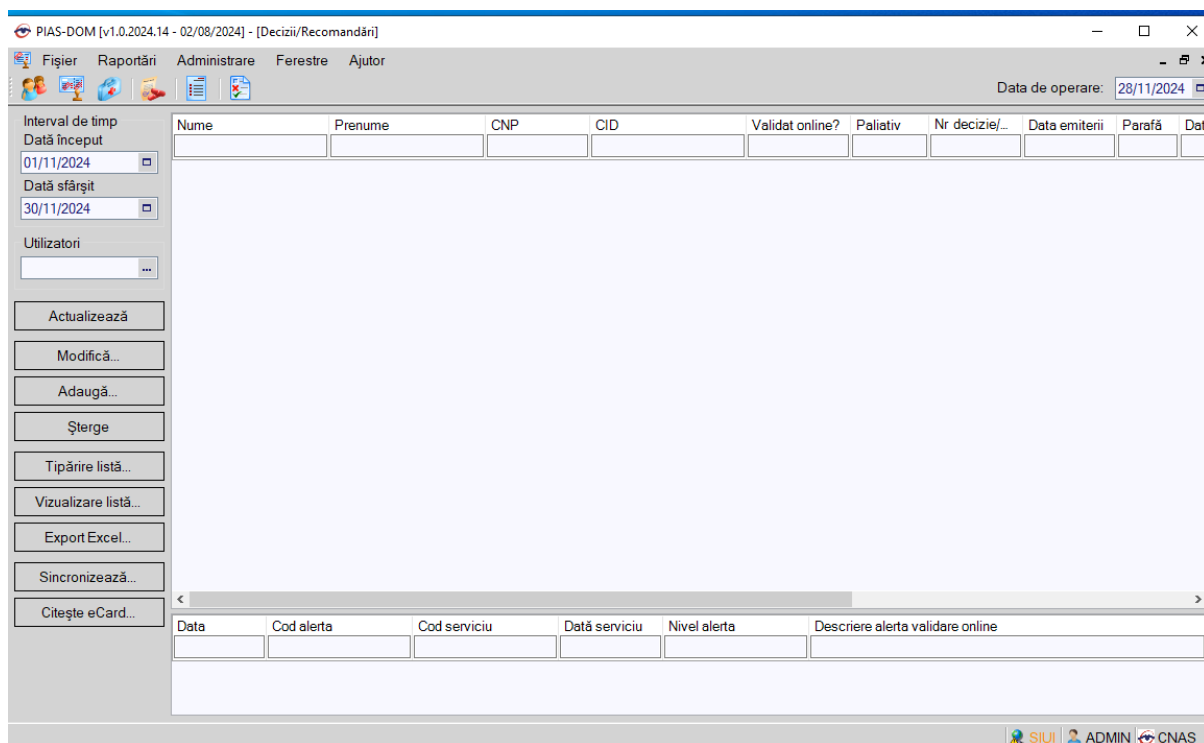 PIAS-DOM [v1.0.2024.14 - 02/08/2024] - [Decizii/Recomandări]
Fişier Raportări Administrare Ferestre Ajutor
Data de operare: 28/11/2024
Interval de timp
Dată început
01/11/2024
Dată sfârşit
30/11/2024
Utilizatori
...
Actualizează
Modifică...
Adaugă...
Şterge
Tipărire listă...
Vizualizare listă...
Export Excel...
Sincronizează...
Citeşte eCard...
Nume Prenume CNP CID Validat online? Paliativ Nr decizie/... Data emiterii Parafă Dat
Data Cod alerta Cod serviciu Dată serviciu Nivel alerta Descriere alerta validare online
SIUI ADMIN CNAS